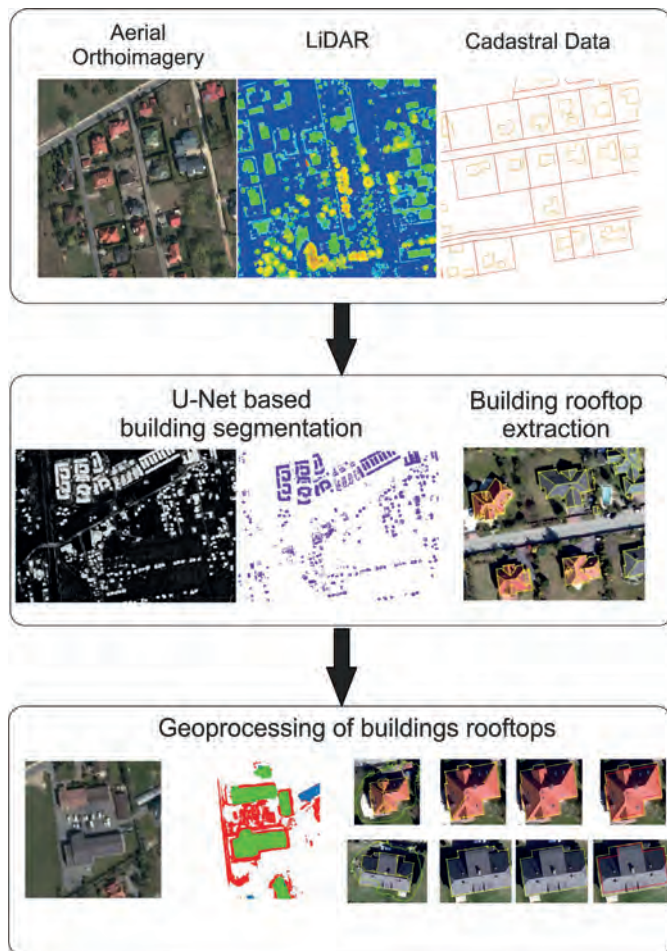 Aerial
Orthoimagery
LiDAR
Cadastral Data
U-Net based
building segmentation
Building rooftop
extraction
Geoprocessing of buildings rooftops